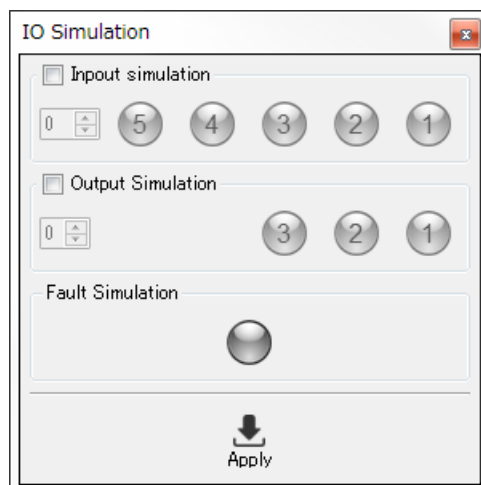 IO Simulation
x
Inpout simulation
0 5 4 3 2 1
Output Simulation
0 3 2 1
Fault Simulation
Apply